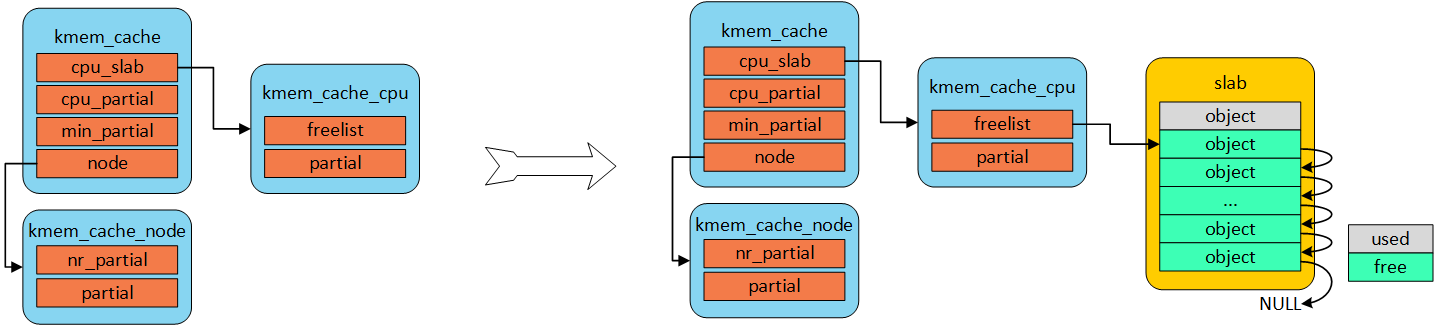 kmem_cache
cpu_slab
cpu_partial
min_partial
node
kmem_cache_node
nr_partial
partial
kmem_cache_cpu
freelist
partial
kmem_cache
cpu_slab
cpu_partial
min_partial
node
kmem_cache_node
nr_partial
partial
kmem_cache_cpu
freelist
partial
slab
object
object
object
...
object
object
NULL
used
free